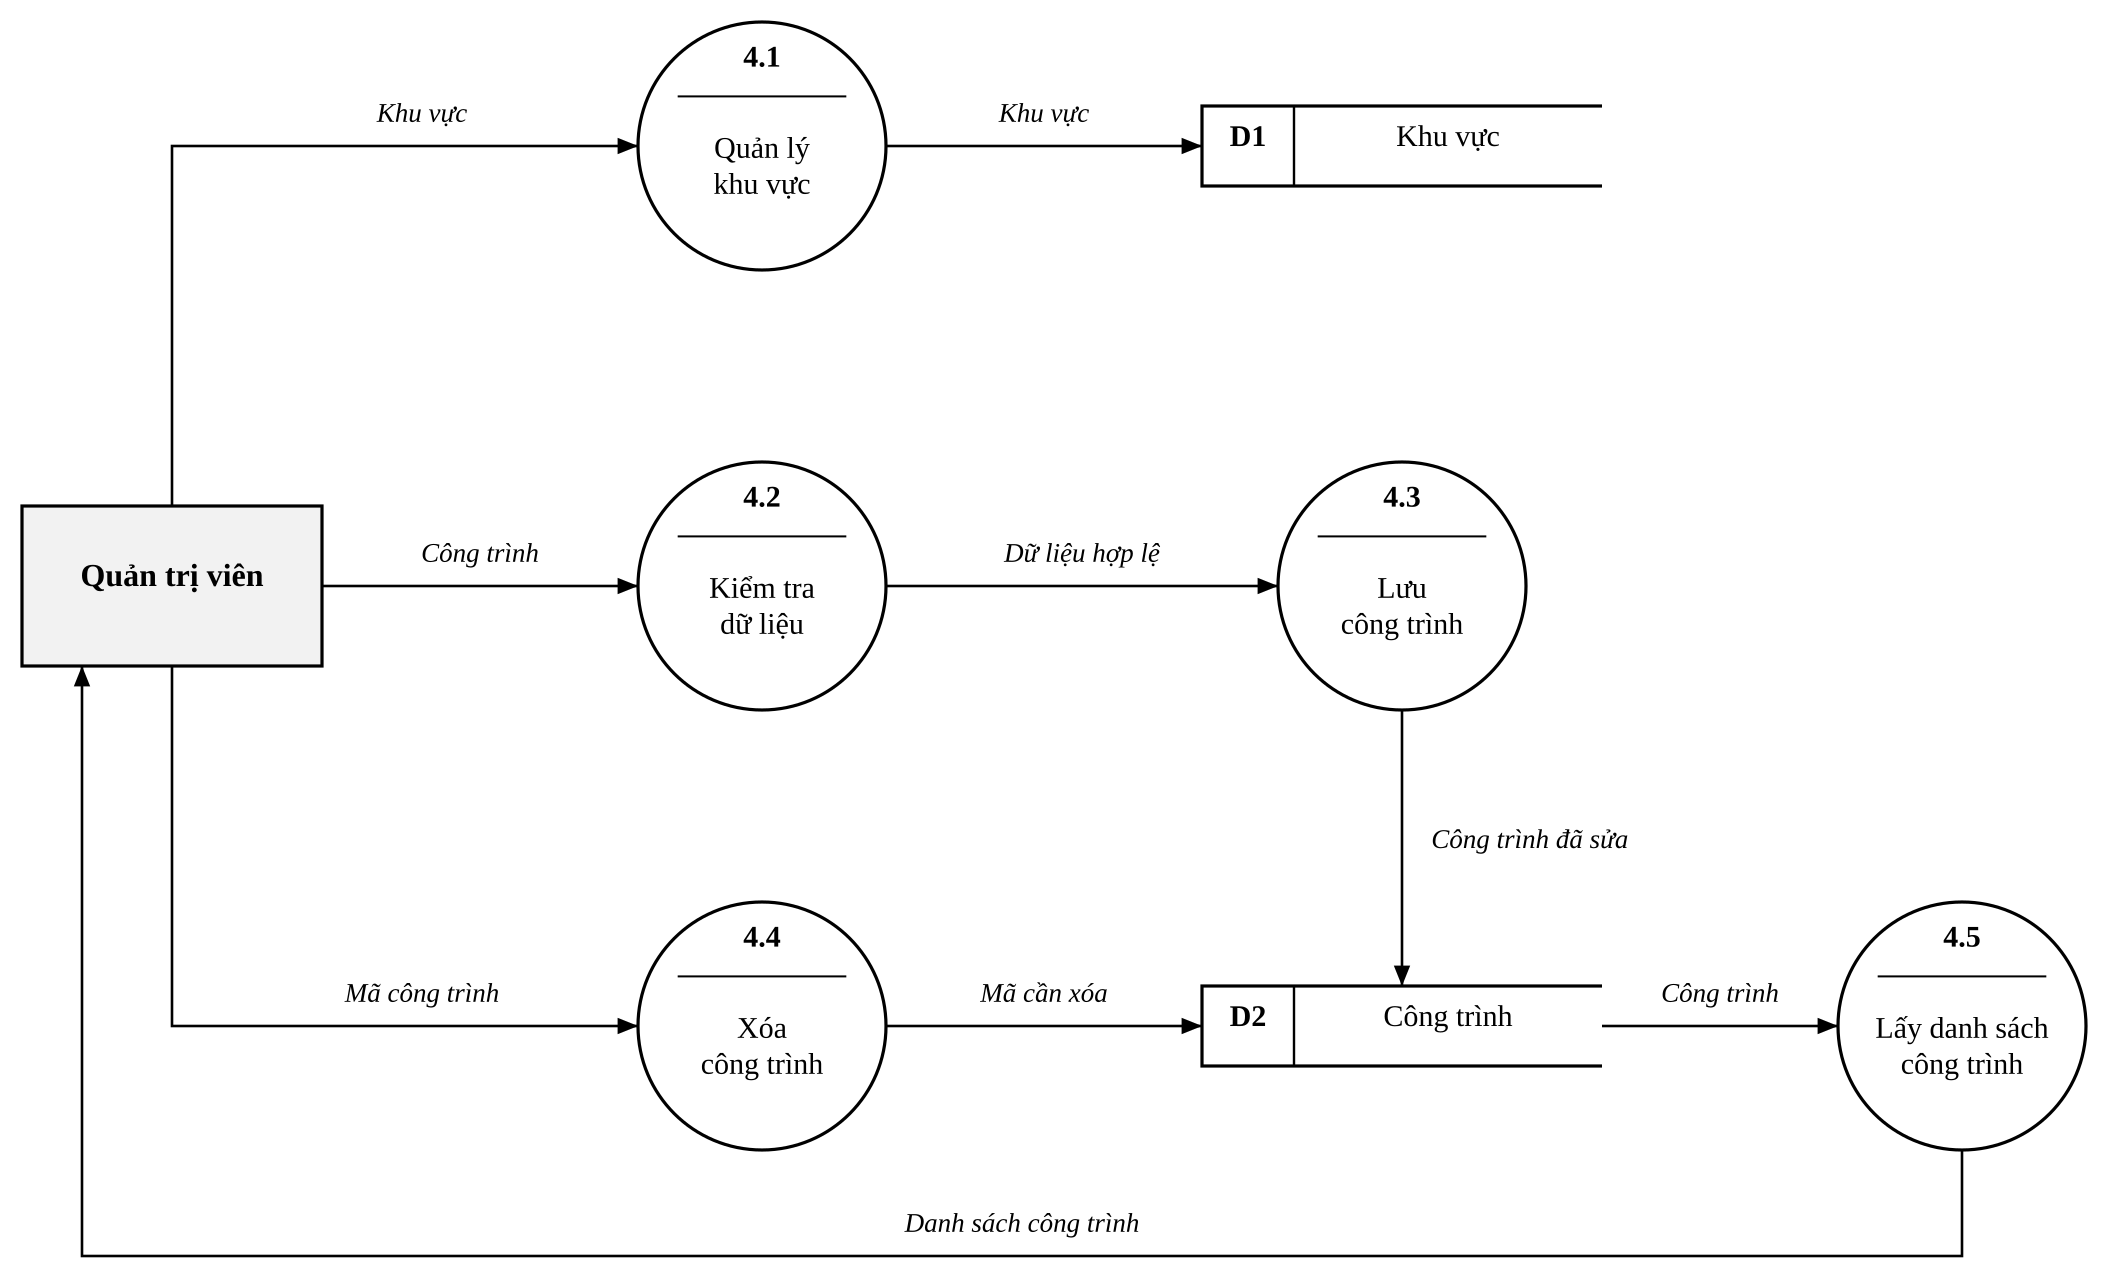 4.1
Quản lý
khu vực
Khu vực
Khu vực
D1
Khu vực
Quản trị viên
Công trình
4.2
Kiểm tra
dữ liệu
Dữ liệu hợp lệ
4.3
Lưu
công trình
Công trình đã sửa
Mã công trình
4.4
Xóa
công trình
Mã cần xóa
D2
Công trình
Công trình
4.5
Lấy danh sách
công trình
Danh sách công trình